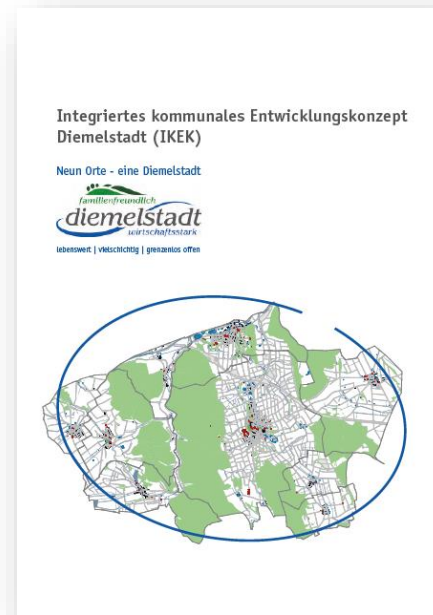 Integriertes kommunales Entwicklungskonzept
Diemelstadt (IKEK)
Neun Orte - eine Diemelstadt
familienfreundlich
diemelstadt
wirtschaftsstark
lebenswert | vielschichtig | grenzenlos offen